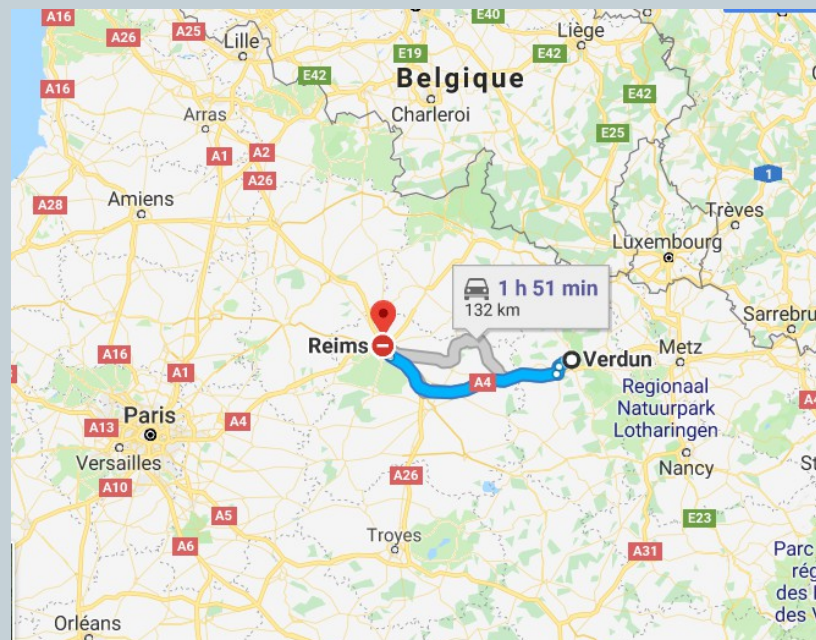 A16
A25
E40
A26
Lille
E19
E42
Liège
E42
A16
Belgique
E42
Charleroi
Arras
E25
A1
A2
A26
1
A28
Amiens
Trèves
Luxembourg
1 h 51 min
132 km
Sarrebru
Reims
Verdun
Metz
A16
A1
A4
Regionaal
Natuurpark
Lotharingen
A4
Paris
A13
A4
Versailles
Nancy
St
A10
A26
A5
E23
A6
Troyes
A31
Parc
rég
des
des V
Orléans